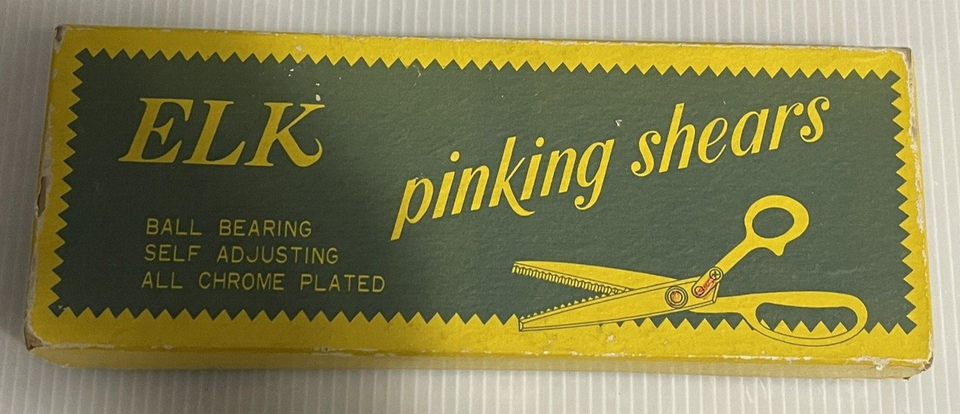 ELK
pinking shears
BALL BEARING
SELF ADJUSTING
ALL CHROME PLATED